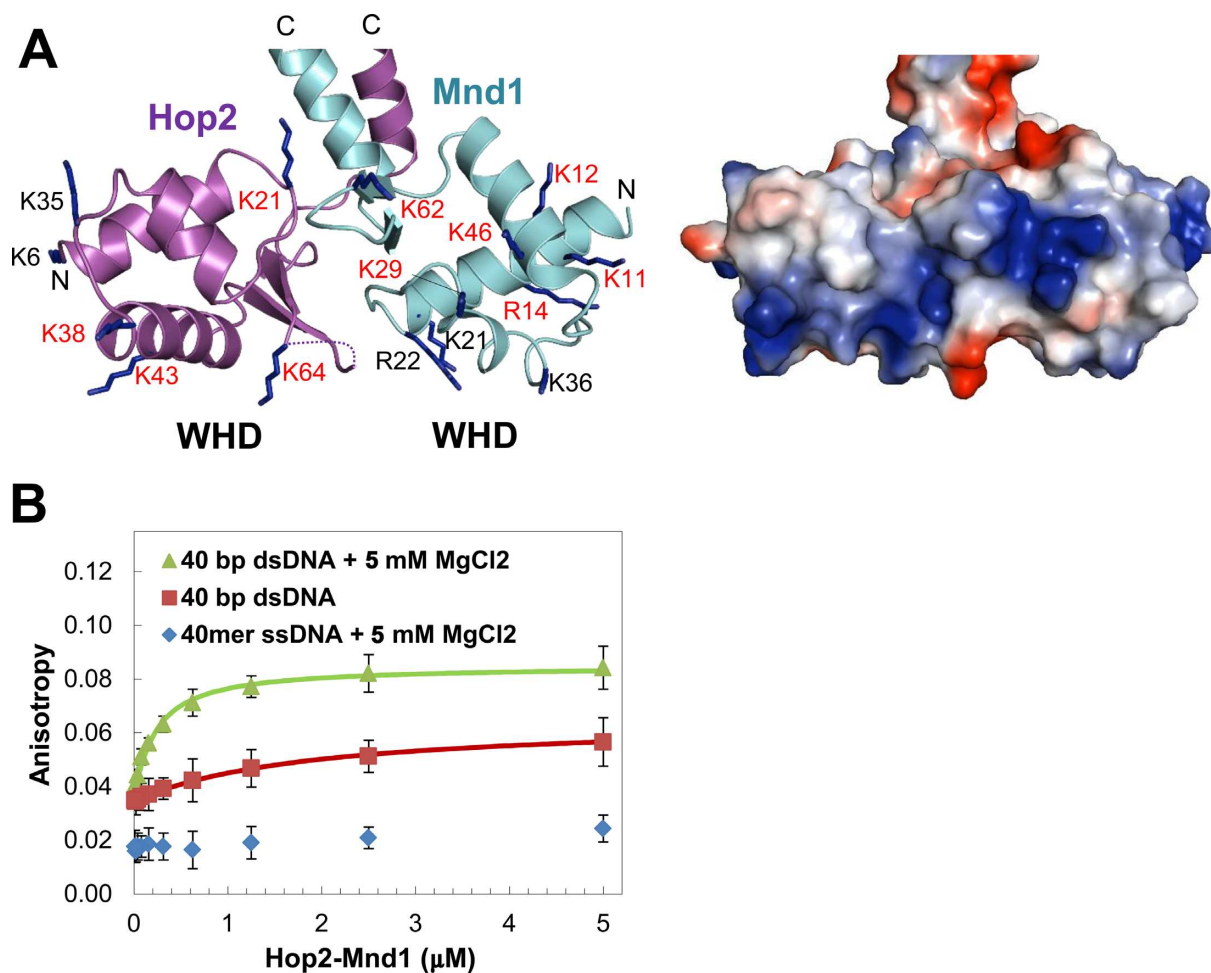 A
C C
Hop2 Mnd1
K35 K21 K12 N
K62
K6 K46
N K29 K11
R14
K38 K21
R22
K43 K64 K36
WHD WHD
B
40 bp dsDNA + 5 mM MgCl2
40 bp dsDNA
40mer ssDNA + 5 mM MgCl2
Anisotropy
0.12
0.10
0.08
0.06
0.04
0.02
0.00
0 1 2 3 4 5
Hop2-Mnd1 (μM)